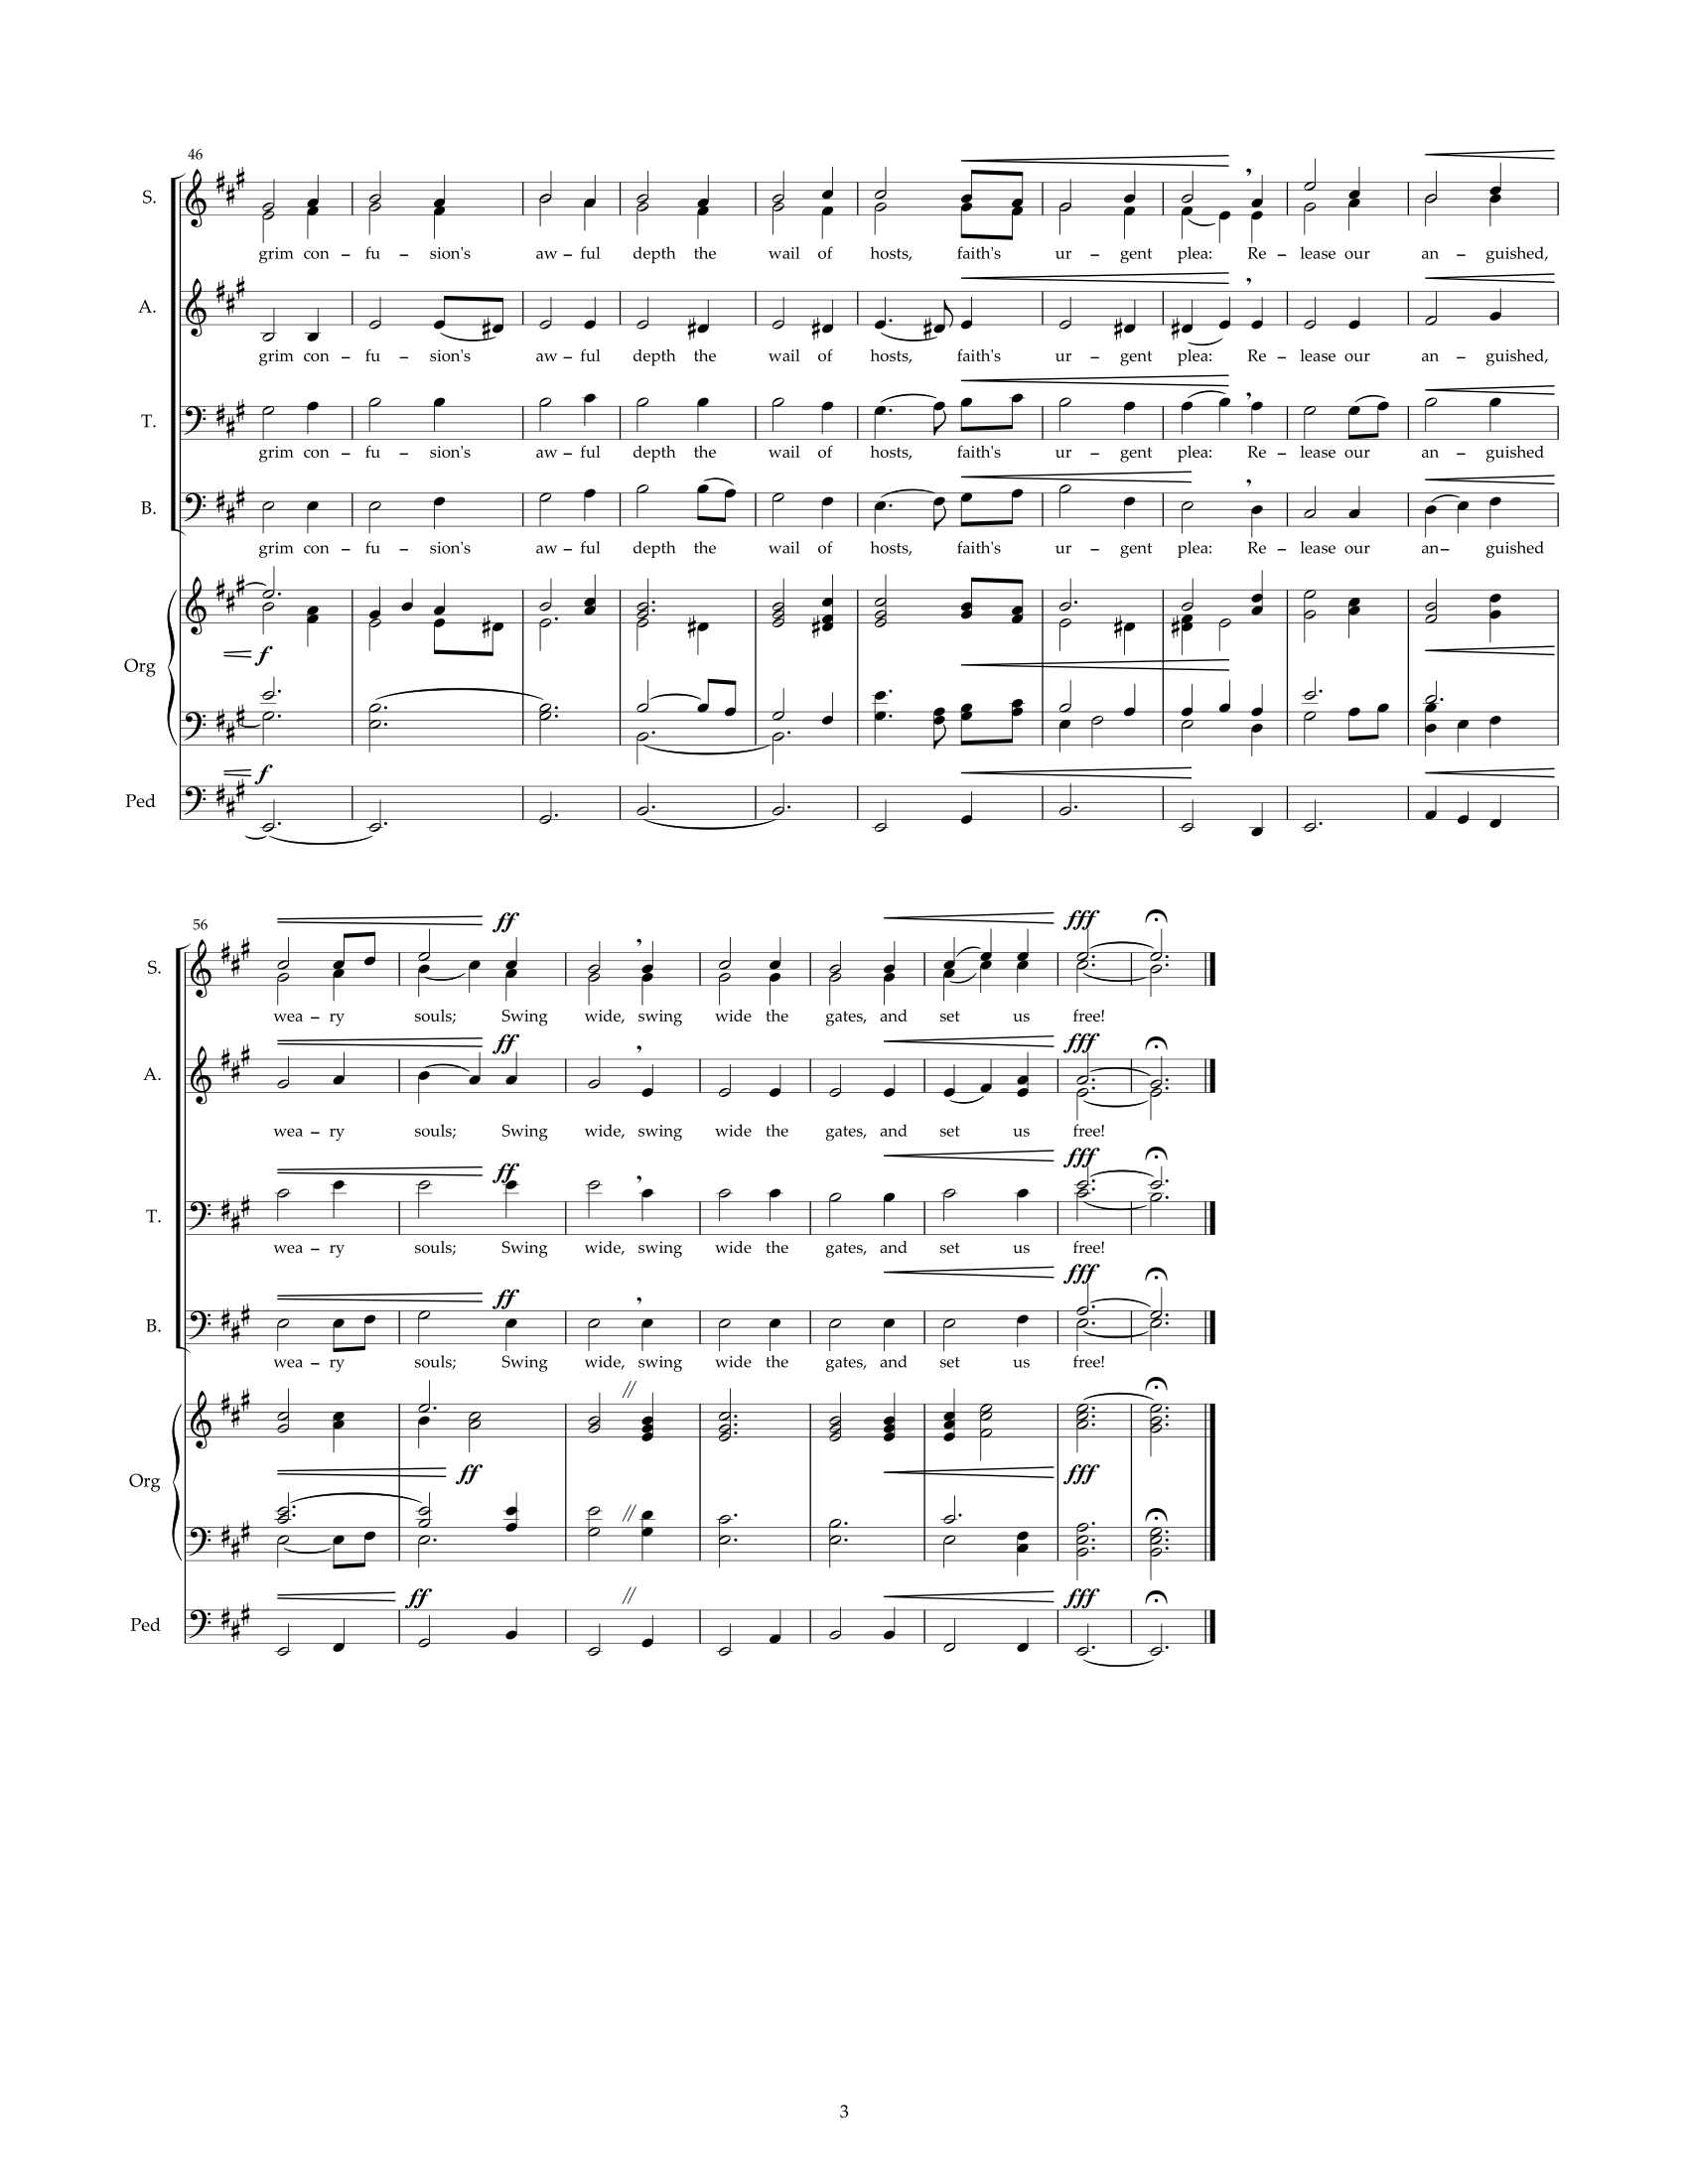 46
S.
grim con – fu – sion's aw – ful depth the wail of hosts, faith's ur – gent plea: Re – lease our an – guished,
A.
grim con – fu – sion's aw – ful depth the wail of hosts, faith's ur – gent plea: Re – lease our an – guished,
T.
grim con – fu – sion's aw – ful depth the wail of hosts, faith's ur – gent plea: Re – lease our an – guished
B.
grim con – fu – sion's aw – ful depth the wail of hosts, faith's ur – gent plea: Re – lease our an – guished
f
Org
f
Ped
56
ff fff
S.
wea – ry souls; Swing wide, swing wide the gates, and set us free!
ff fff
A.
wea – ry souls; Swing wide, swing wide the gates, and set us free!
ff fff
T.
wea – ry souls; Swing wide, swing wide the gates, and set us free!
ff fff
B.
wea – ry souls; Swing wide, swing wide the gates, and set us free!
Org
ff fff
ff fff
Ped
3